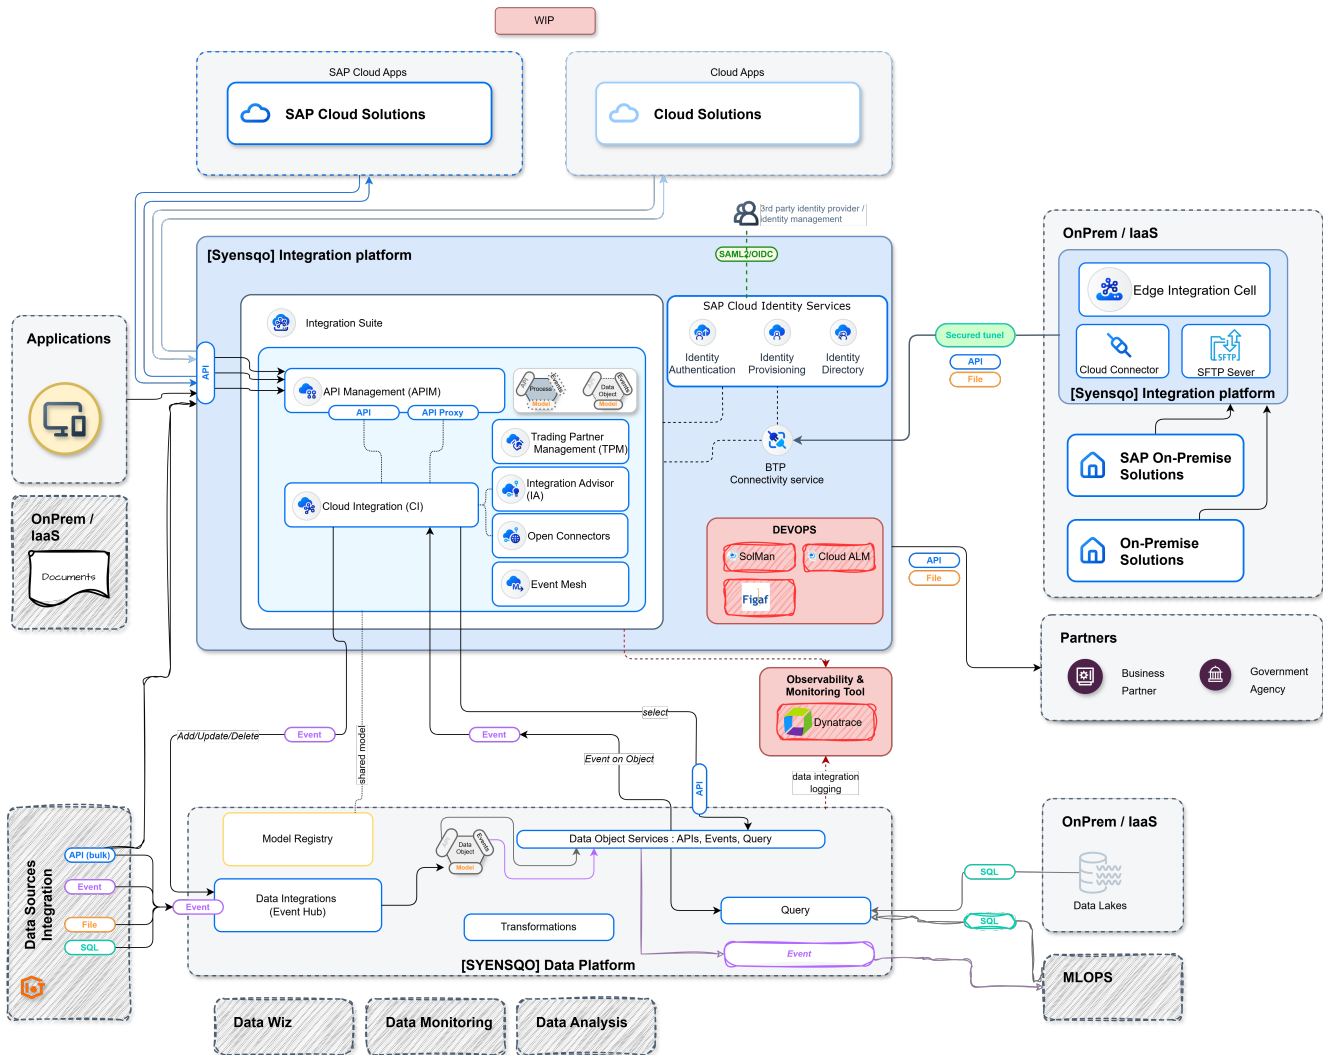 WIP
SAP Cloud Apps
SAP Cloud Solutions
Cloud Apps
Cloud Solutions
3rd party identity provider /
identity management
SAML2/OIDC
[Syensqo] Integration platform
Integration Suite
API
API Management (APIM)
API
API Proxy
API
Process
Events
Model
API
Data
Object
Events
Model
Trading Partner
Management (TPM)
Integration Advisor
(IA)
Cloud Integration (CI)
Open Connectors
Event Mesh
SAP Cloud Identity Services
Identity
Authentication
Identity
Provisioning
Identity
Directory
BTP
Connectivity service
DEVOPS
SolMan
Cloud ALM
Figaf
Applications
OnPrem /
IaaS
Documents
Secured tunel
API
File
OnPrem / IaaS
Edge Integration Cell
Cloud Connector
SFTP
SFTP Sever
[Syensqo] Integration platform
SAP On-Premise
Solutions
On-Premise
Solutions
API
File
Partners
Business
Partner
Government
Agency
Observability &
Monitoring Tool
Dynatrace
data integration
logging
select
Add/Update/Delete
Event
shared model
Event
Event on Object
API
Data Sources
Integration
API (bulk)
Event
File
SQL
IoT
Event
Model Registry
Data Integrations
(Event Hub)
API
Data
Object
Events
Model
Data Object Services : APIs, Events, Query
Transformations
Query
Event
[SYENSQO] Data Platform
SQL
SQL
OnPrem / IaaS
Data Lakes
MLOPS
Data Wiz
Data Monitoring
Data Analysis